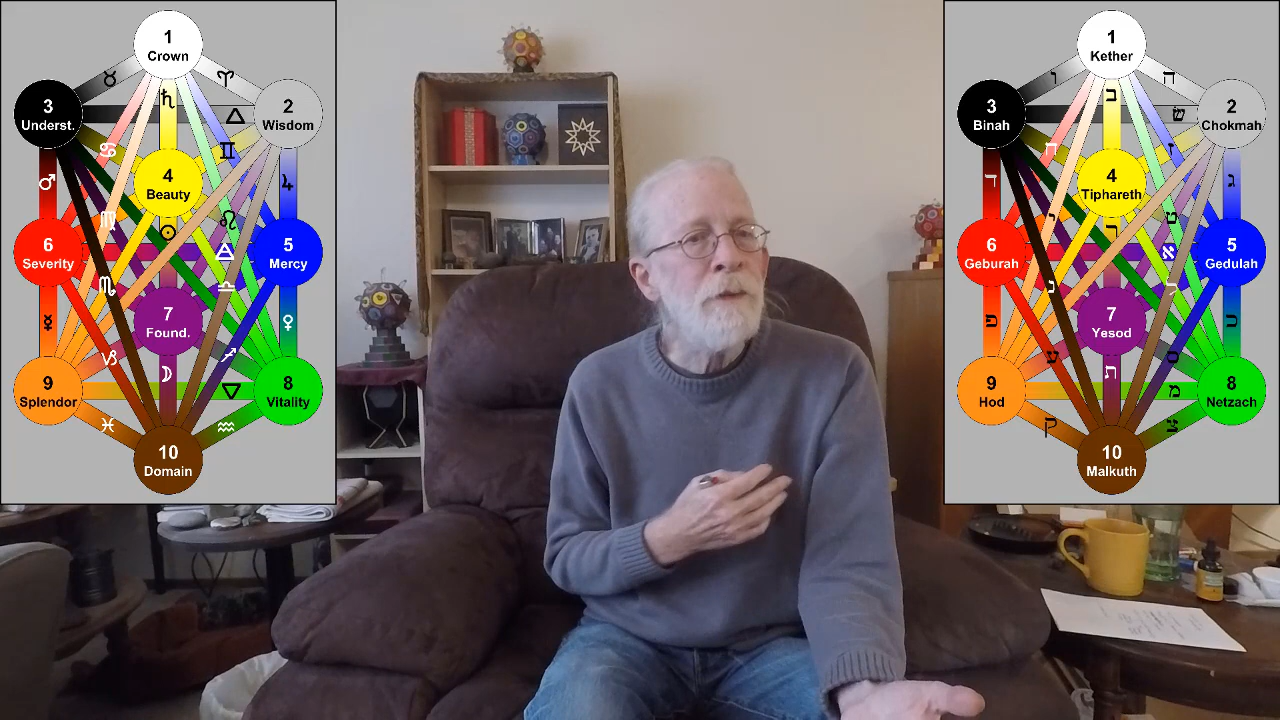 1
Crown
3
Underst.
2
Wisdom
♉ ♈
♄
△
♋ ♊
4
Beauty
♂ ♃
♍ ♌
☉
6
Severity
5
Mercy
♏ ♎
7
Found.
☿ ♀
♑ ♐
☽
▽
9
Splendor
8
Vitality
♓ ♒
10
Domain
1
Kether
3
Binah
2
Chokmah
ו ה
ב
ש
ח ז
4
Tiphareth
ד ג
י ט
ר
6
Geburah
א
5
Gedulah
נ ל
7
Yesod
פ כ
ע ס
ת
מ
9
Hod
8
Netzach
ק צ
10
Malkuth